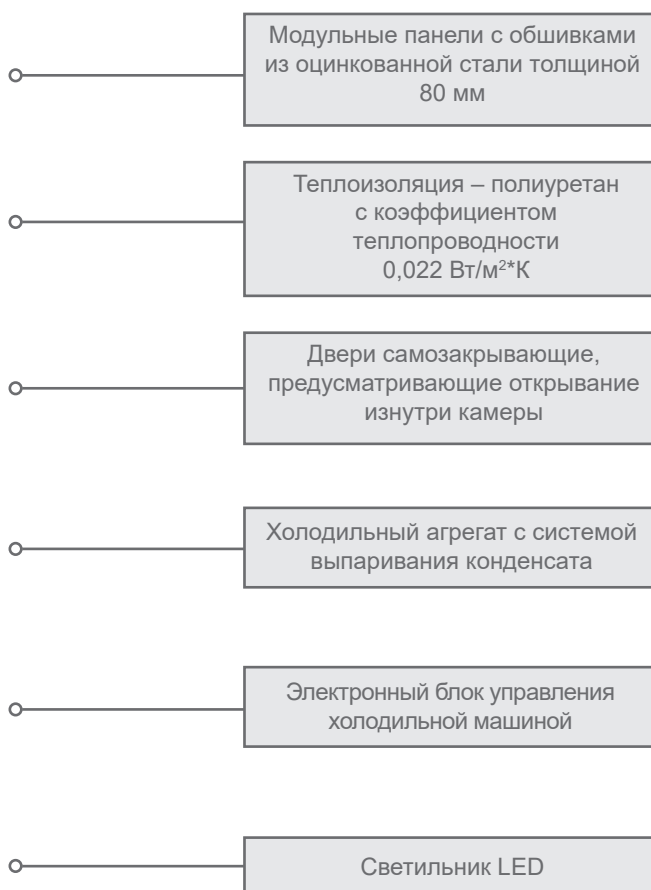 Модульные панели с обшивками
из оцинкованной стали толщиной
80 мм
Теплоизоляция – полиуретан
с коэффициентом
теплопроводности
0,022 Вт/м²*К
Двери самозакрывающие,
предусматривающие открывание
изнутри камеры
Холодильный агрегат с системой
выпаривания конденсата
Электронный блок управления
холодильной машиной
Светильник LED